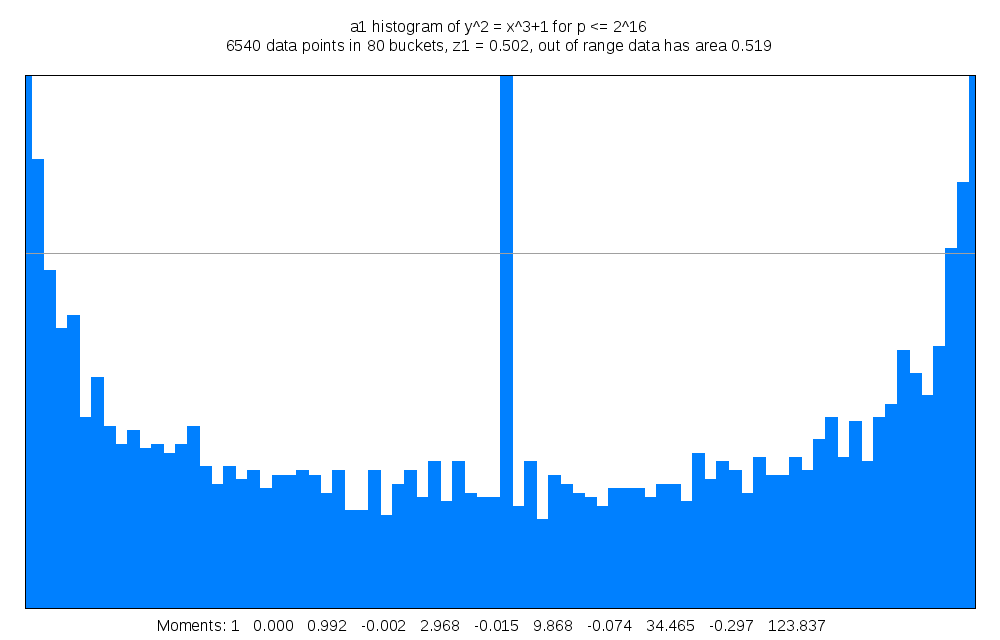 a1 histogram of y^2 = x^3+1 for p <= 2^16
6540 data points in 80 buckets, z1 = 0.502, out of range data has area 0.519
Moments: 1 0.000 0.992 -0.002 2.968 -0.015 9.868 -0.074 34.465 -0.297 123.837